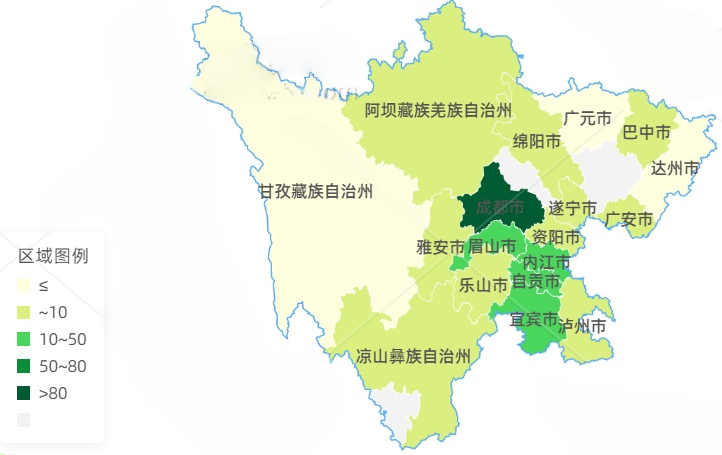 阿坝藏族羌族自治州
广元市
巴中市
绵阳市
达州市
甘孜藏族自治州
成都市
遂宁市
广安市
资阳市
雅安市
眉山市
内江市
乐山市
自贡市
宜宾市
泸州市
凉山彝族自治州
区域图例
≤
~10
10~50
50~80
>80